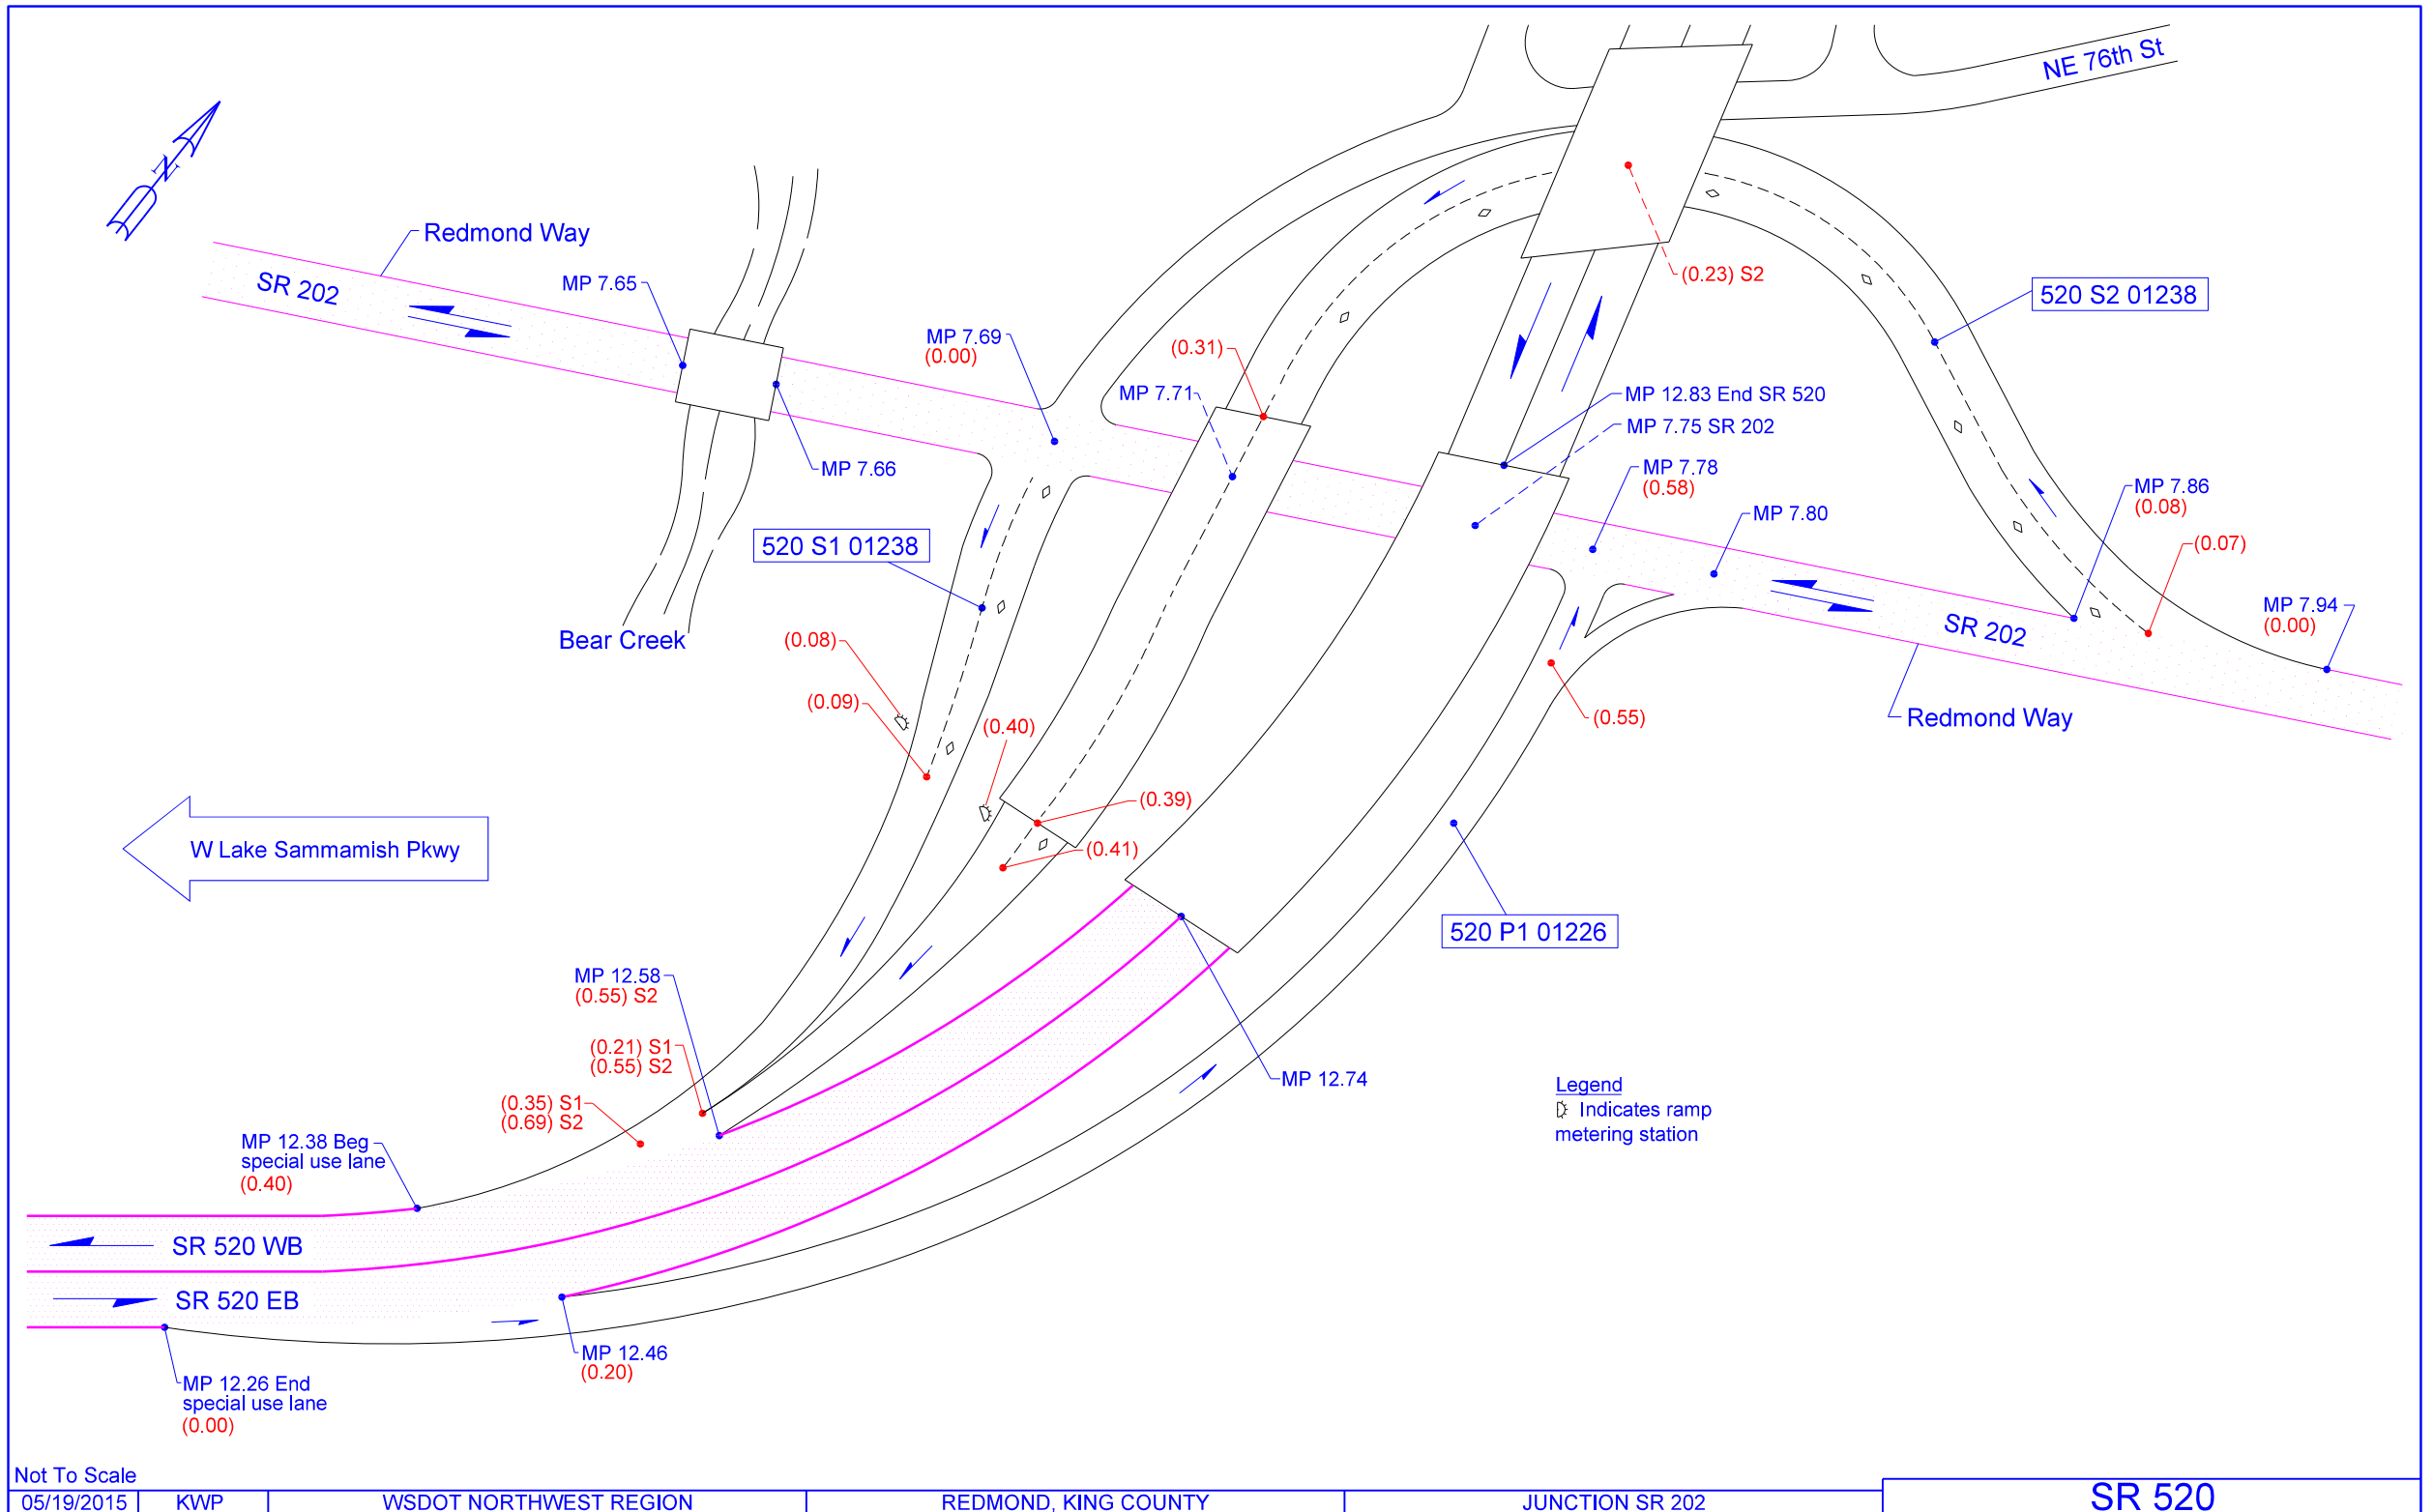 NE 76th St
N
Redmond Way
SR 202
MP 7.65
(0.23) S2
520 S2 01238
MP 7.69
(0.00)
(0.31)
MP 7.71
MP 12.83 End SR 520
MP 7.75 SR 202
MP 7.66
MP 7.78
(0.58)
MP 7.86
(0.08)
MP 7.80
(0.07)
520 S1 01238
MP 7.94
(0.00)
Bear Creek
SR 202
(0.08)
(0.09)
(0.40)
(0.55)
Redmond Way
(0.39)
W Lake Sammamish Pkwy
(0.41)
520 P1 01226
MP 12.58
(0.55) S2
(0.21) S1
(0.55) S2
MP 12.74
(0.35) S1
(0.69) S2
Legend
Indicates ramp
metering station
MP 12.38 Beg
special use lane
(0.40)
SR 520 WB
SR 520 EB
MP 12.46
(0.20)
MP 12.26 End
special use lane
(0.00)
Not To Scale
05/19/2015
KWP
WSDOT NORTHWEST REGION
REDMOND, KING COUNTY
JUNCTION SR 202
SR 520